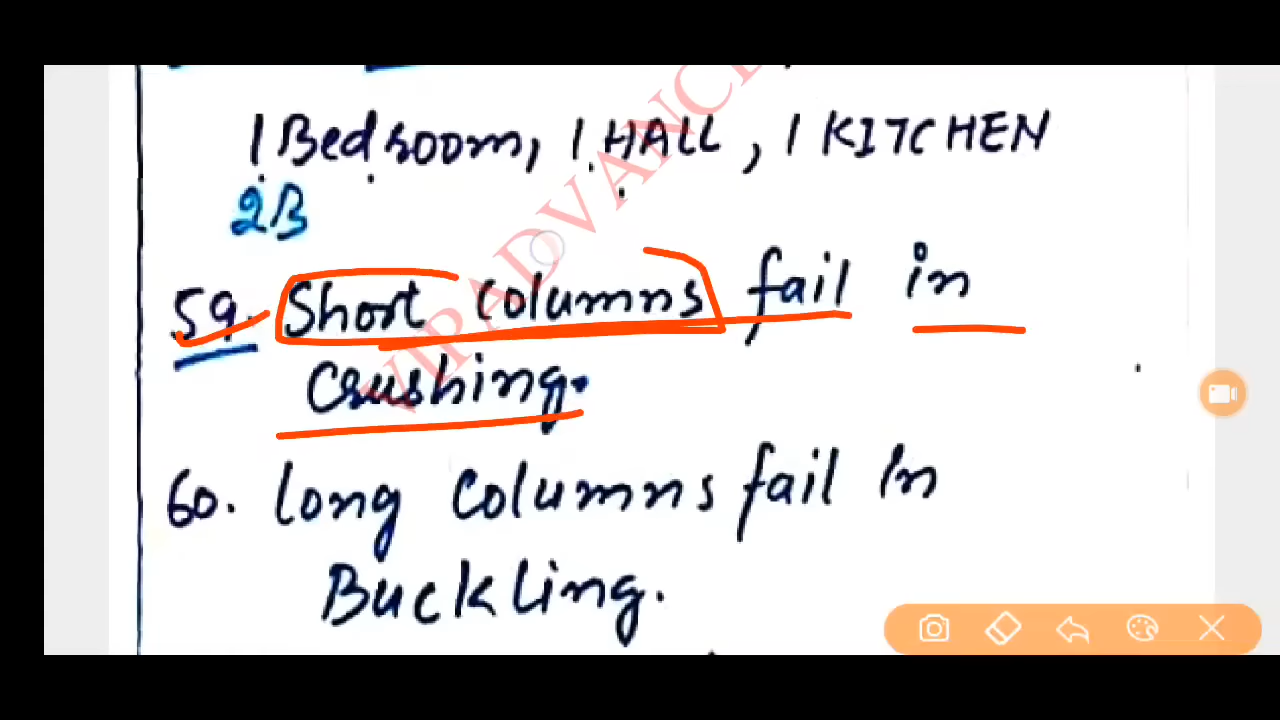 1 Bedroom, 1 HALL, 1 KITCHEN
2B
59. Short columns fail in
Crushing.
60. Long Columns fail In
Buckling.
VIPADVANCE